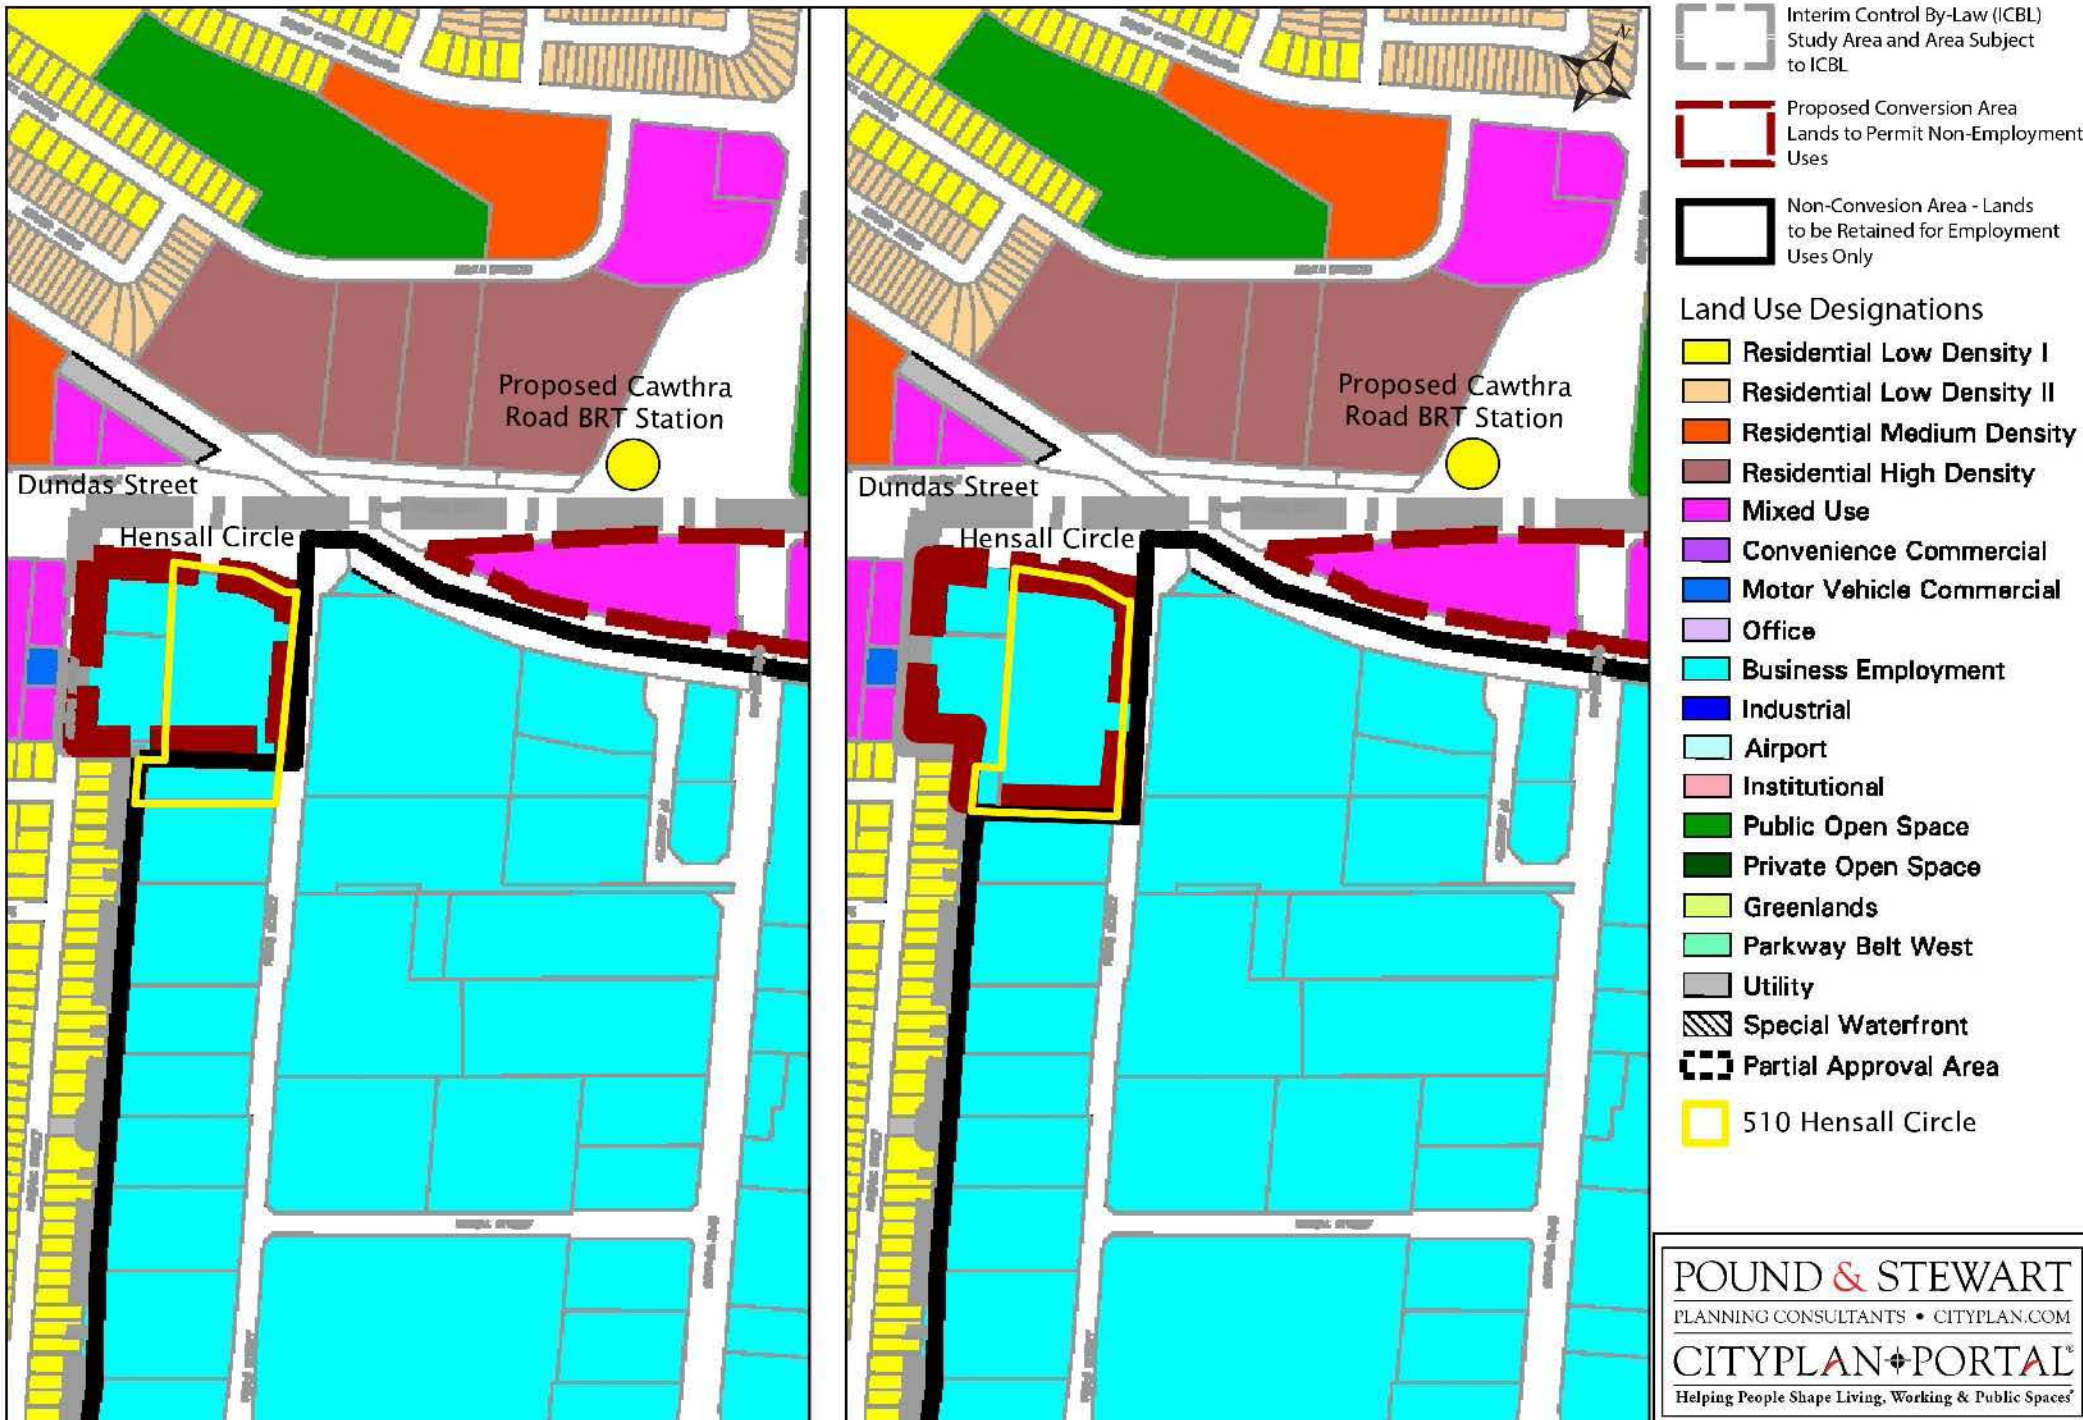 Proposed Cawthra
Road BRT Station
Dundas Street
Hensall Circle
Proposed Cawthra
Road BRT Station
Dundas Street
Hensall Circle
N
Interim Control By-Law (ICBL)
Study Area and Area Subject
to ICBL
Proposed Conversion Area
Lands to Permit Non-Employment
Uses
Non-Convesion Area - Lands
to be Retained for Employment
Uses Only
Land Use Designations
Residential Low Density I
Residential Low Density II
Residential Medium Density
Residential High Density
Mixed Use
Convenience Commercial
Motor Vehicle Commercial
Office
Business Employment
Industrial
Airport
Institutional
Public Open Space
Private Open Space
Greenlands
Parkway Belt West
Utility
Special Waterfront
Partial Approval Area
510 Hensall Circle
POUND & STEWART
PLANNING CONSULTANTS • CITYPLAN.COM
CITYPLAN PORTAL
Helping People Shape Living, Working & Public Spaces